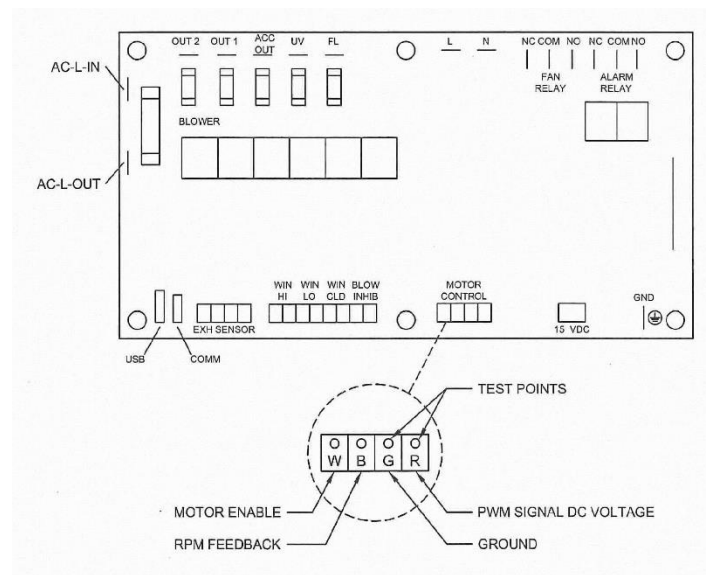 OUT 2 OUT 1 ACC OUT UV FL L N NC COM NO NC COM NO
FAN RELAY ALARM RELAY
AC-L-IN
BLOWER
AC-L-OUT
WIN HI WIN LO WIN CLD BLOW INHIB
MOTOR CONTROL
GND
EXH SENSOR
15 VDC
USB
COMM
TEST POINTS
W B G R
MOTOR ENABLE
PWM SIGNAL DC VOLTAGE
RPM FEEDBACK
GROUND